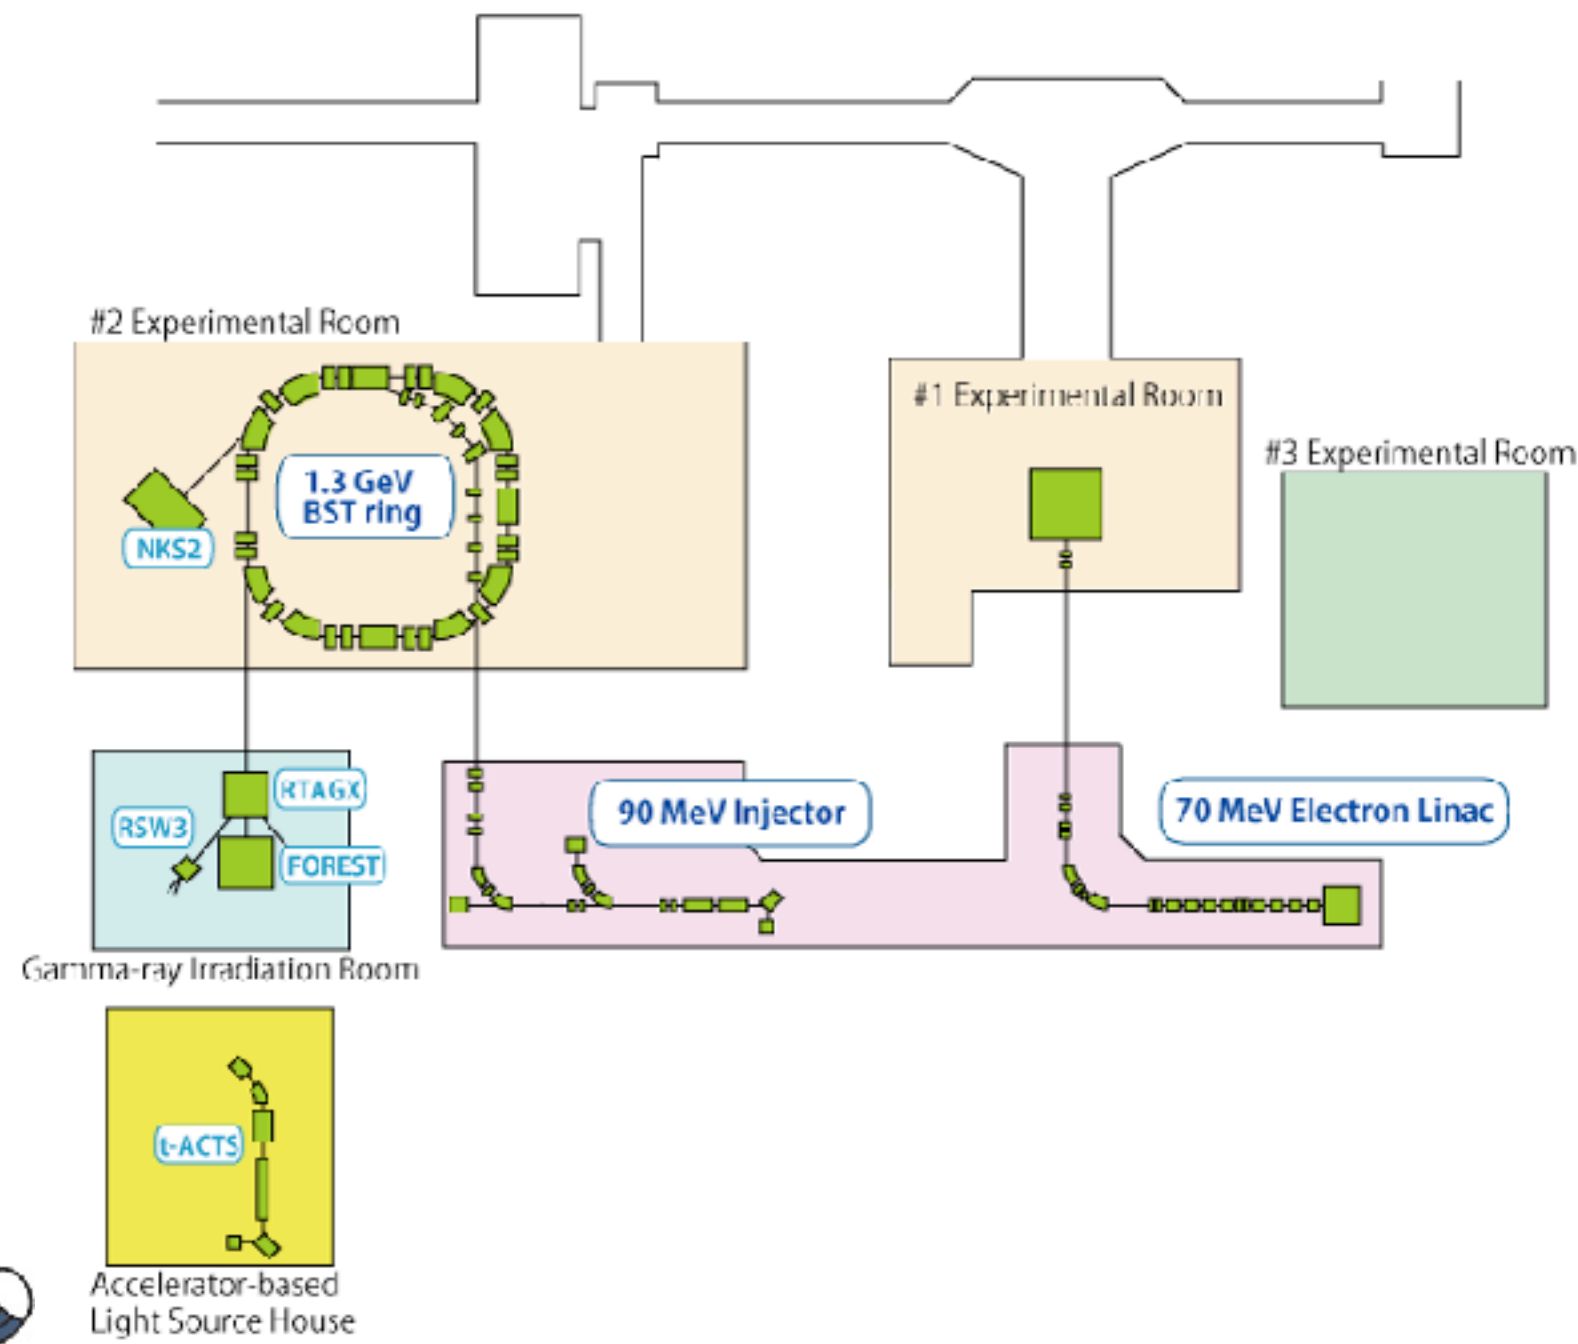 #2 Experimental Room
#1 Experimental Room
#3 Experimental Room
1.3 GeV
BST ring
NKS2
RTAGX
RSW3
FOREST
90 MeV Injector
70 MeV Electron Linac
Gamma-ray Irradiation Room
t-ACTS
Accelerator-based
Light Source House